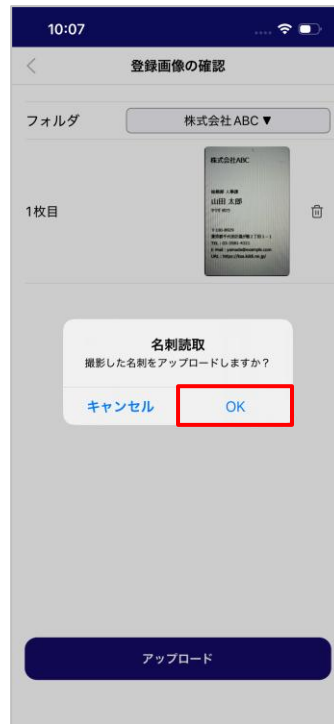 10:07
登録画像の確認
フォルダ
株式会社ABC▼
株式会社ABC
山田 太郎
1枚目
名刺読取
撮影した名刺をアップロードしますか？
キャンセル
OK
アップロード